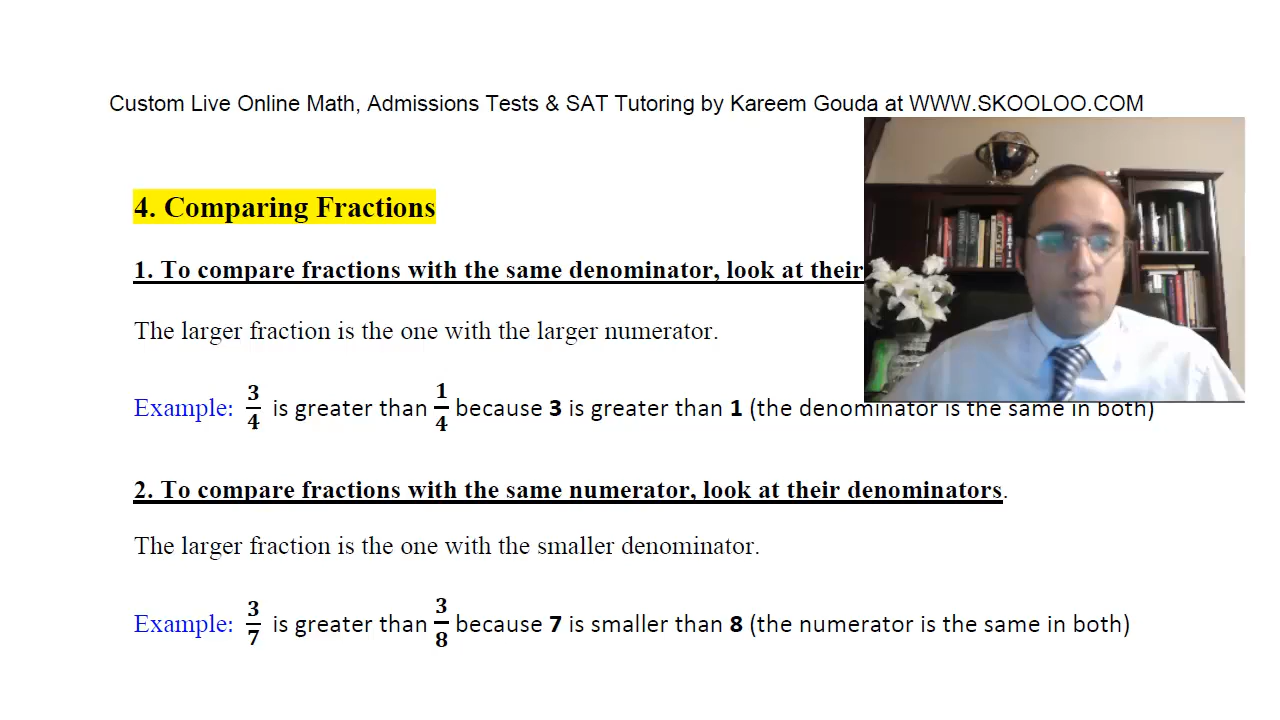 Custom Live Online Math, Admissions Tests & SAT Tutoring by Kareem Gouda at WWW.SKOOLOO.COM
4. Comparing Fractions
1. To compare fractions with the same denominator, look at their
The larger fraction is the one with the larger numerator.
Example: 3/4 is greater than 1/4 because 3 is greater than 1 (the denominator is the same in both)
2. To compare fractions with the same numerator, look at their denominators.
The larger fraction is the one with the smaller denominator.
Example: 3/7 is greater than 3/8 because 7 is smaller than 8 (the numerator is the same in both)